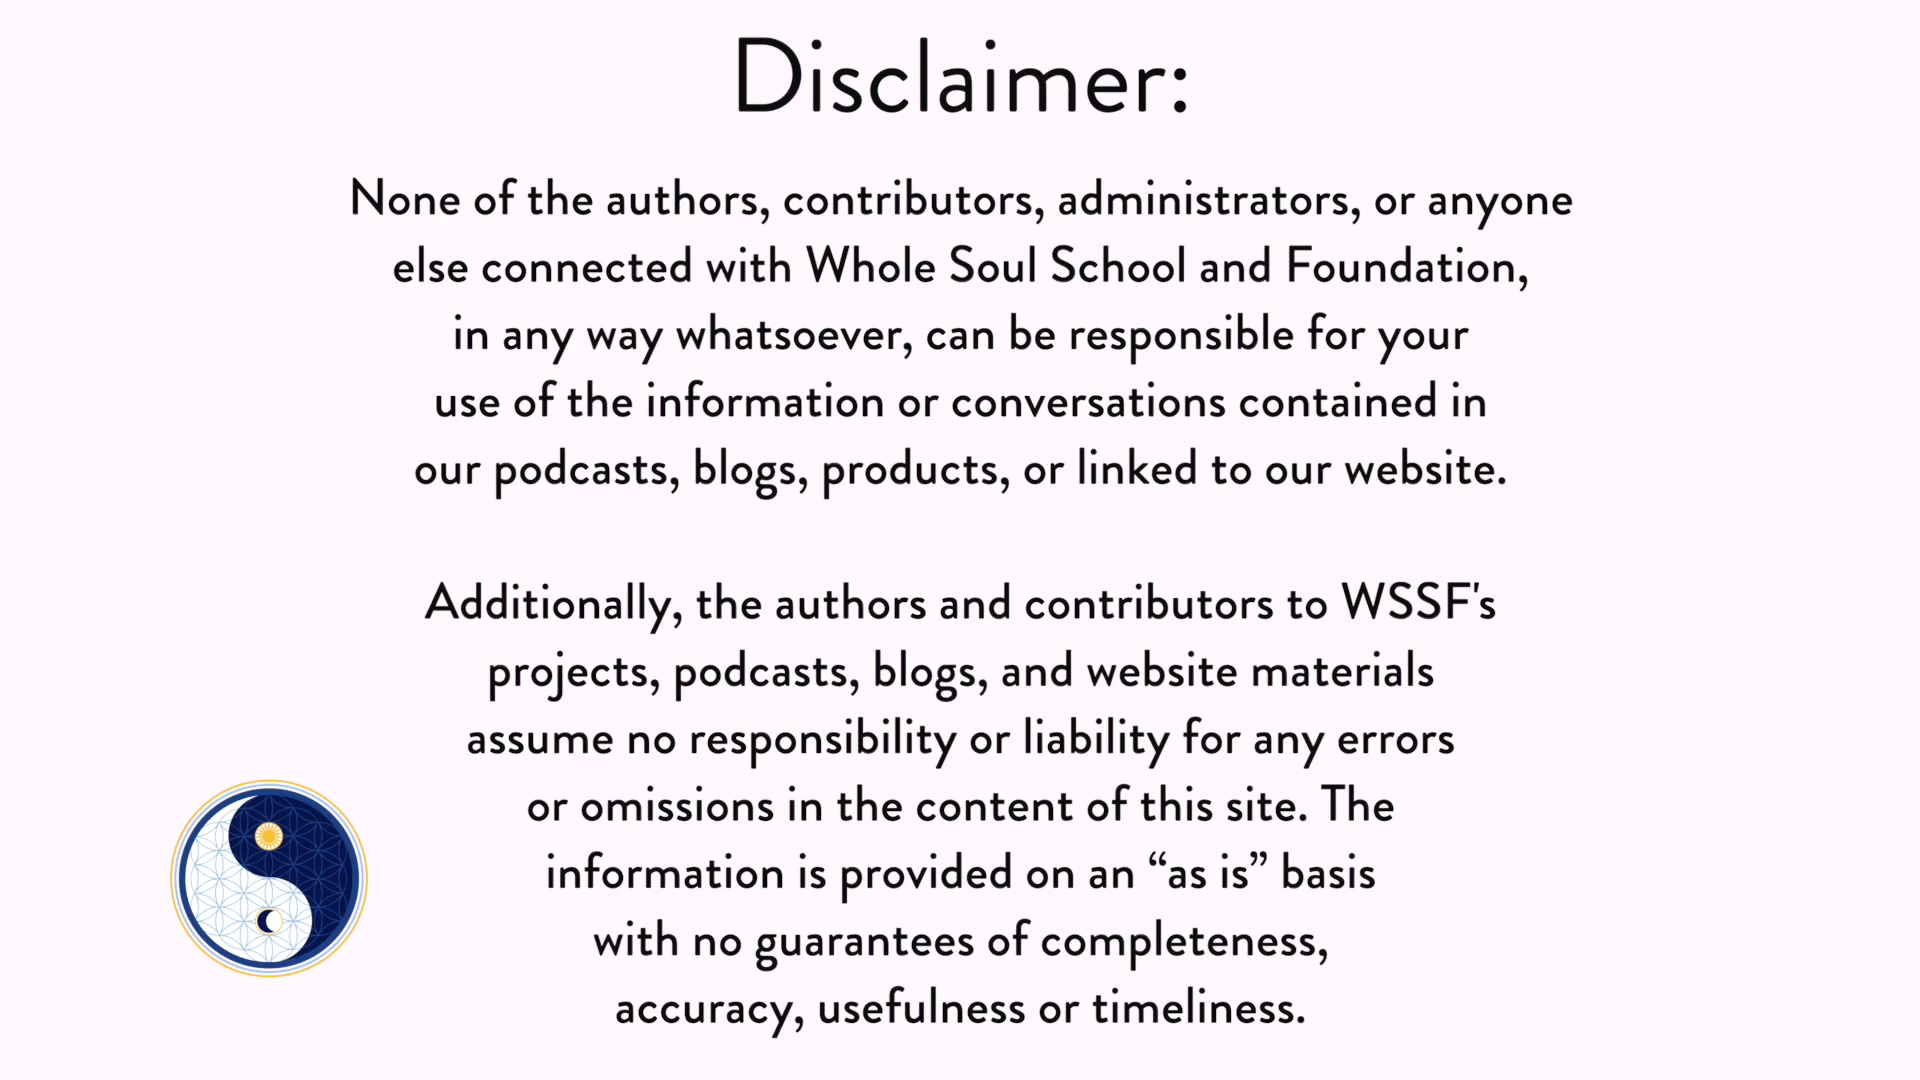 Disclaimer:
None of the authors, contributors, administrators, or anyone
else connected with Whole Soul School and Foundation,
in any way whatsoever, can be responsible for your
use of the information or conversations contained in
our podcasts, blogs, products, or linked to our website.
Additionally, the authors and contributors to WSSF's
projects, podcasts, blogs, and website materials
assume no responsibility or liability for any errors
or omissions in the content of this site. The
information is provided on an “as is” basis
with no guarantees of completeness,
accuracy, usefulness or timeliness.